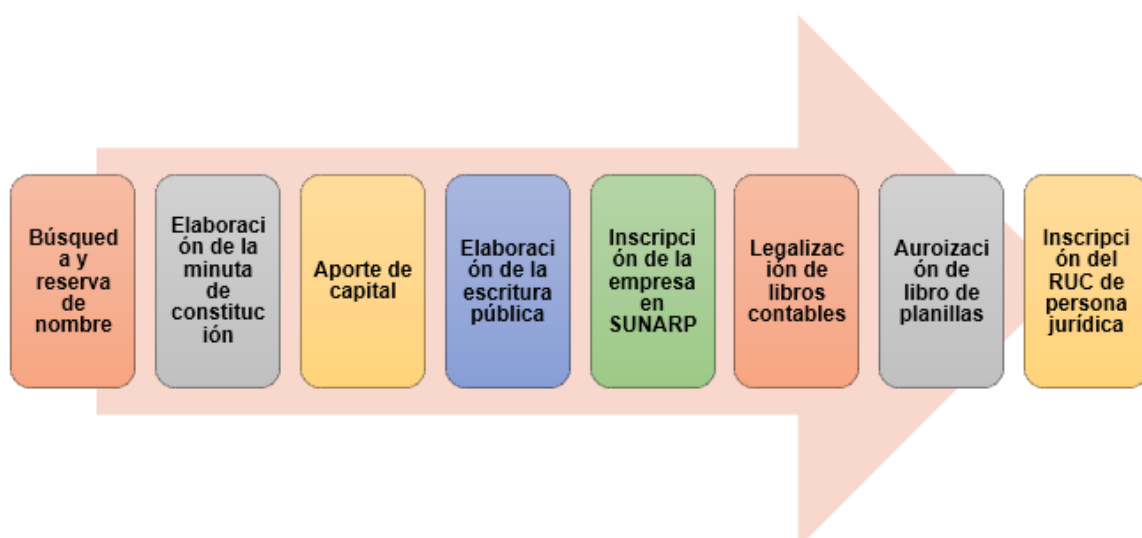 Búsqued
a y
reserva
de
nombre
Elaboraci
ón de la
minuta
de
constituc
ión
Aporte de
capital
Elaboraci
ón de la
escritura
pública
Inscripci
ón de la
empresa
en
SUNARP
Legalizac
ión de
libros
contables
Auroizaci
ón de
libro de
planillas
Inscripci
ón del
RUC de
persona
jurídica